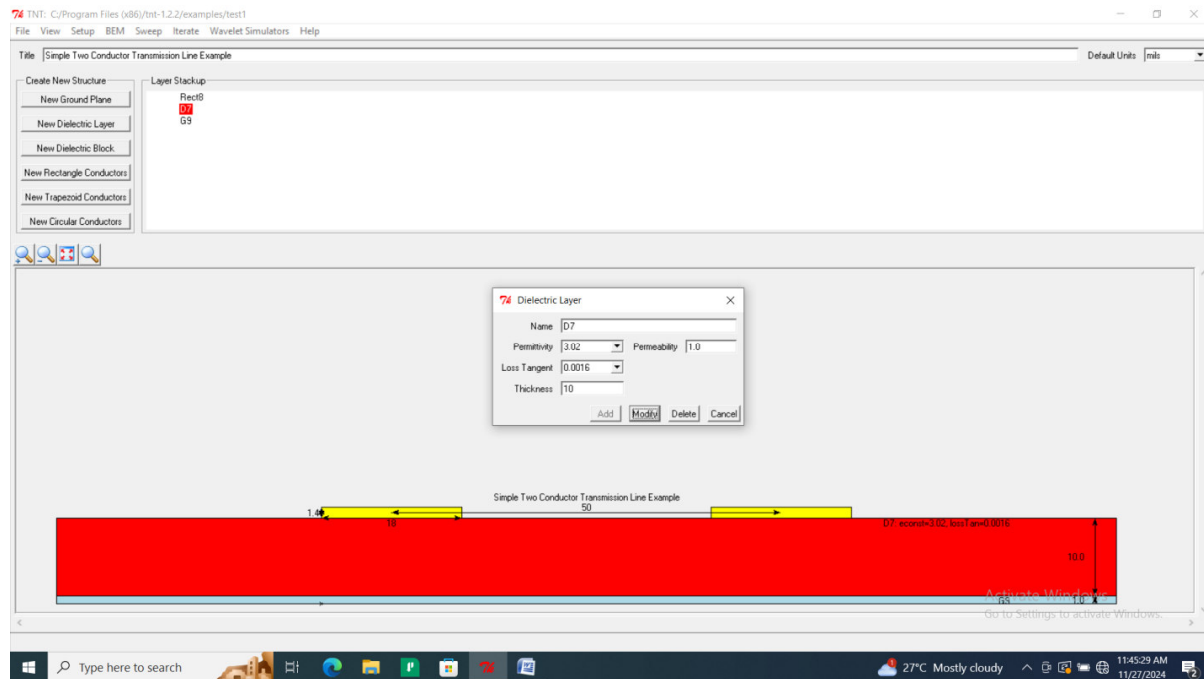 TNT: C:/Program Files (x86)/tnt-1.2.2/examples/test1
File View Setup BEM Sweep Iterate Wavelet Simulators Help
Title Simple Two Conductor Transmission Line Example Default Units mils
Create New Structure Layer Stackup
New Ground Plane
New Dielectric Layer
New Dielectric Block
New Rectangle Conductors
New Trapezoid Conductors
New Circular Conductors
Rect8
D7
G9
Dielectric Layer
Name D7
Permittivity 3.02 Permeability 1.0
Loss Tangent 0.0016
Thickness 10
Add Modify Delete Cancel
Simple Two Conductor Transmission Line Example
50
1.4
18
D7: econst=3.02, lossTan=0.0016
10.0
G9 1.0
Activate Windows
Go to Settings to activate Windows.
Type here to search
27°C Mostly cloudy
11:45:29 AM
11/27/2024
2